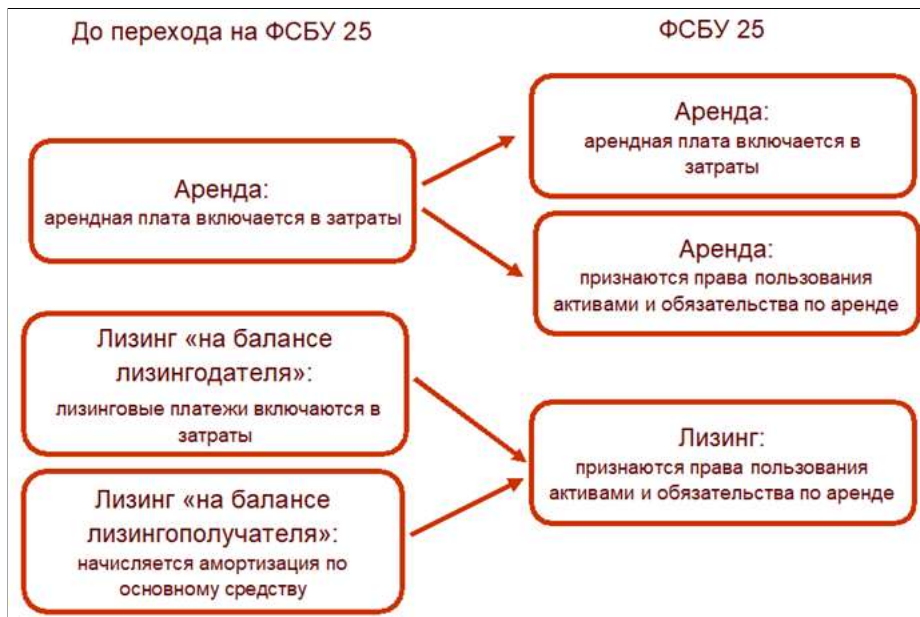 До перехода на ФСБУ 25
ФСБУ 25
Аренда:
арендная плата включается в затраты
Аренда:
арендная плата включается в
затраты
Аренда:
признаются права пользования
активами и обязательства по аренде
Лизинг «на балансе
лизингодателя»:
лизинговые платежи включаются в
затраты
Лизинг «на балансе
лизингополучателя»:
начисляется амортизация по
основному средству
Лизинг:
признаются права пользования
активами и обязательства по аренде